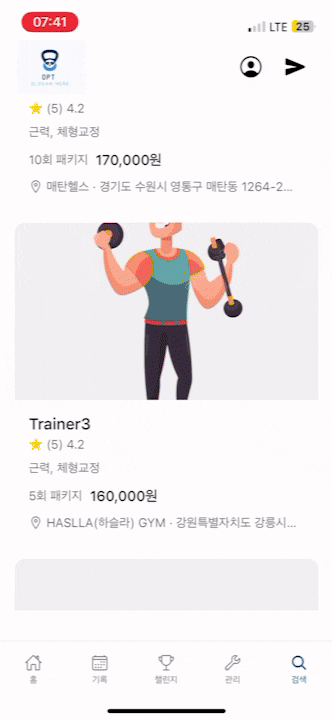 07:41
LTE 25
DPT
SLOGAN HERE
(5) 4.2
근력, 체형교정
10회 패키지 170,000원
매탄헬스 · 경기도 수원시 영통구 매탄동 1264-2...
Trainer3
(5) 4.2
근력, 체형교정
5회 패키지 160,000원
HASLLA(하슬라) GYM · 강원특별자치도 강릉시...
홈 기록 챌린지 관리 검색